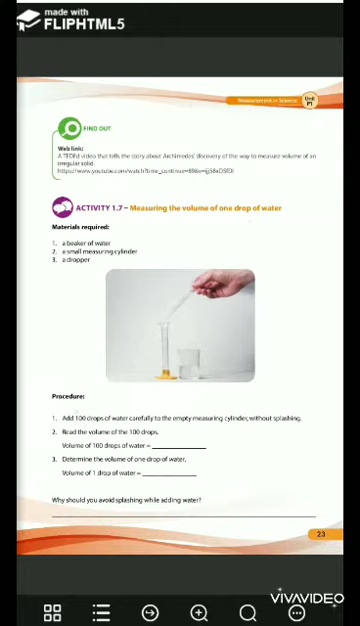 made with
FLIPHTML5
Measurement in Science
Unit
P1
FIND OUT
Web link:
A TEDEd video that tells the story about Archimedes' discovery of the way to measure volume of an
irregular solid.
ACTIVITY 1.7 – Measuring the volume of one drop of water
Materials required:
1. a beaker of water
2. a small measuring cylinder
3. a dropper
Procedure:
1. Add 100 drops of water carefully to the empty measuring cylinder, without splashing.
2. Read the volume of the 100 drops.
Volume of 100 drops of water =
3. Determine the volume of one drop of water.
Volume of 1 drop of water =
Why should you avoid splashing while adding water?
23
VIVAVIDEO